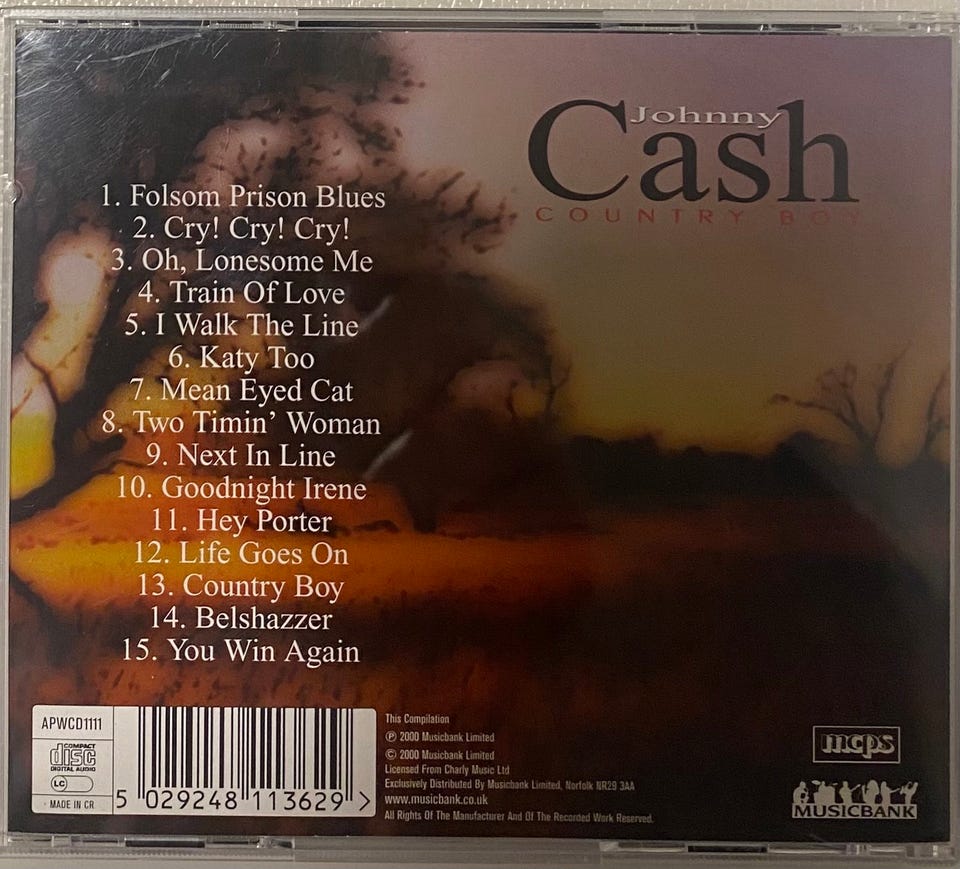 Johnny
Cash
COUNTRY BOY
1. Folsom Prison Blues
2. Cry! Cry! Cry!
3. Oh, Lonesome Me
4. Train Of Love
5. I Walk The Line
6. Katy Too
7. Mean Eyed Cat
8. Two Timin' Woman
9. Next In Line
10. Goodnight Irene
11. Hey Porter
12. Life Goes On
13. Country Boy
14. Belshazzer
15. You Win Again
APWCD1111
COMPACT
disc
DIGITAL AUDIO
LC
· MADE IN CR
5 029248 113629 >
This Compilation
℗ 2000 Musicbank Limited
© 2000 Musicbank Limited
Licensed From Charly Music Ltd
Exclusively Distributed By Musicbank Limited, Norfolk NR29 3AA
www.musicbank.co.uk
All Rights Of The Manufacturer And Of The Recorded Work Reserved.
mcps
MUSICBANK